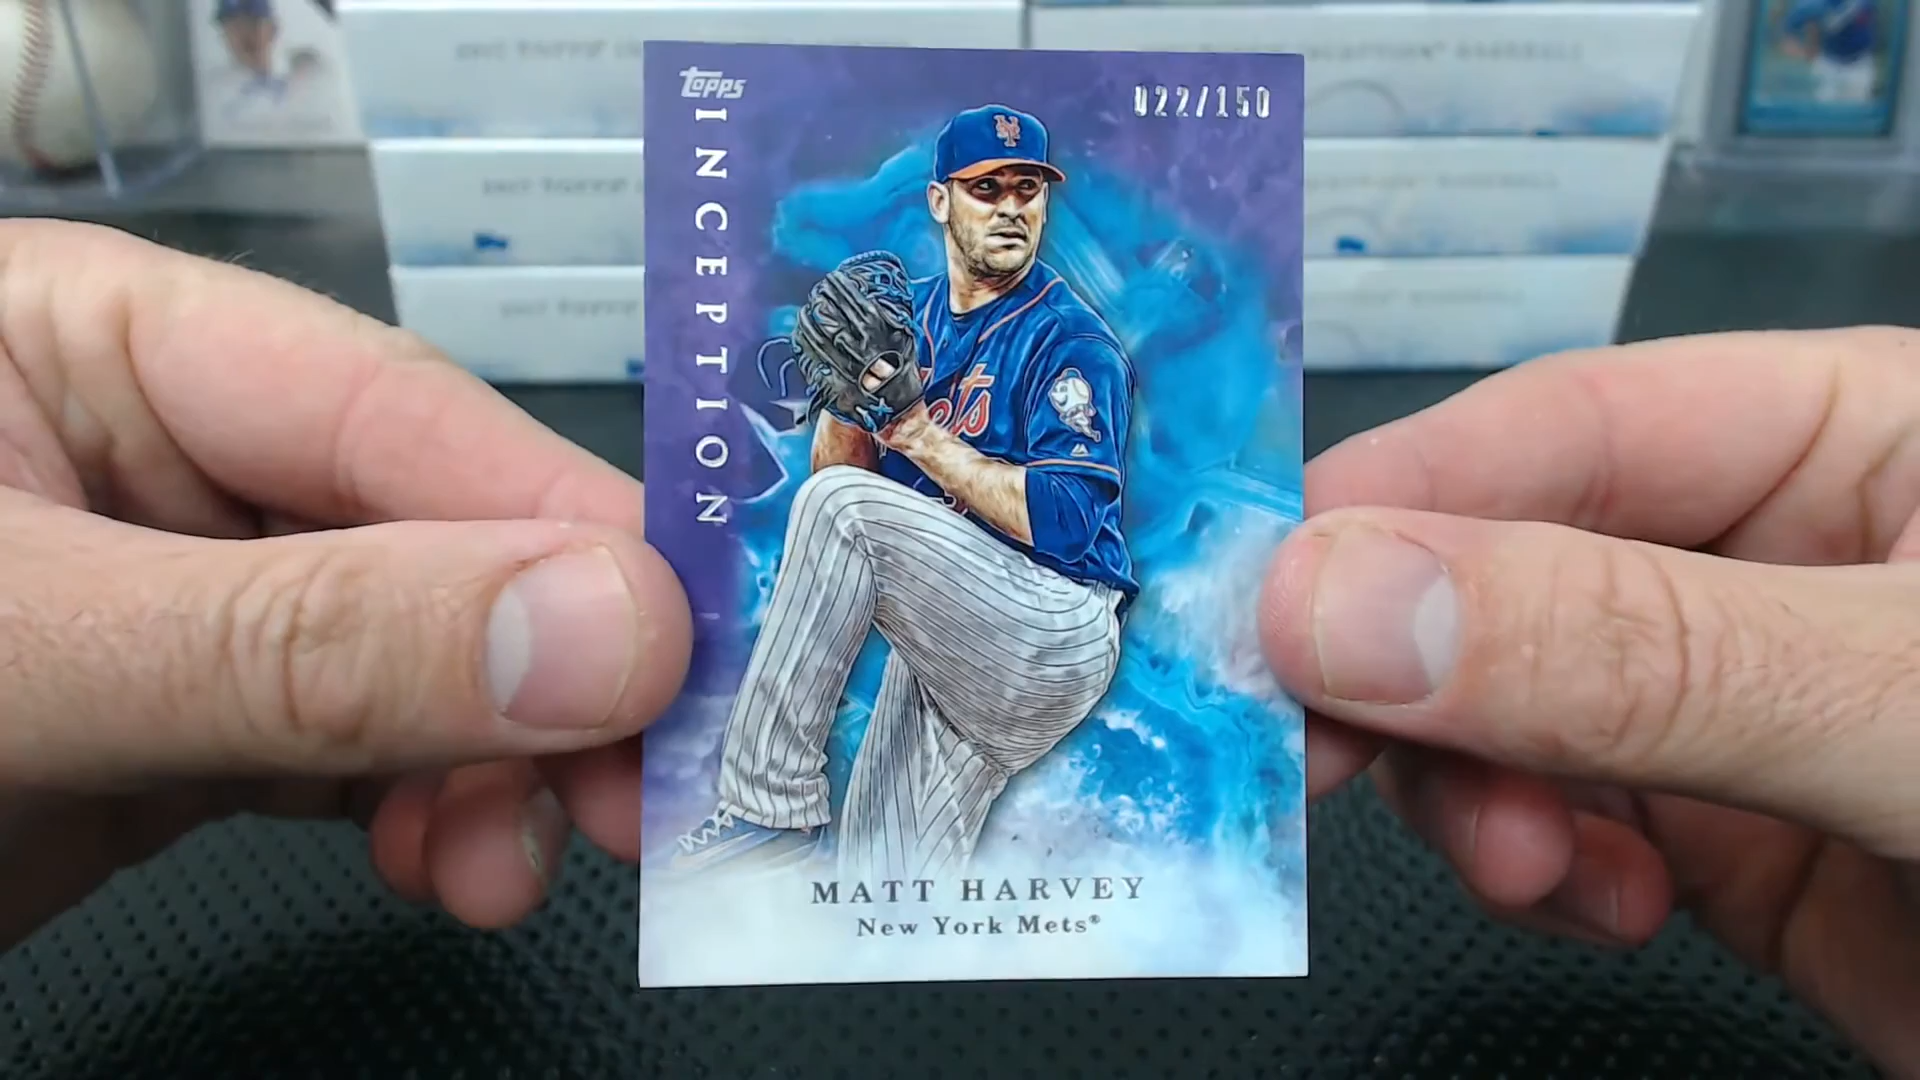 Topps
INCEPTION
022/150
Mets
MATT HARVEY
New York Mets®